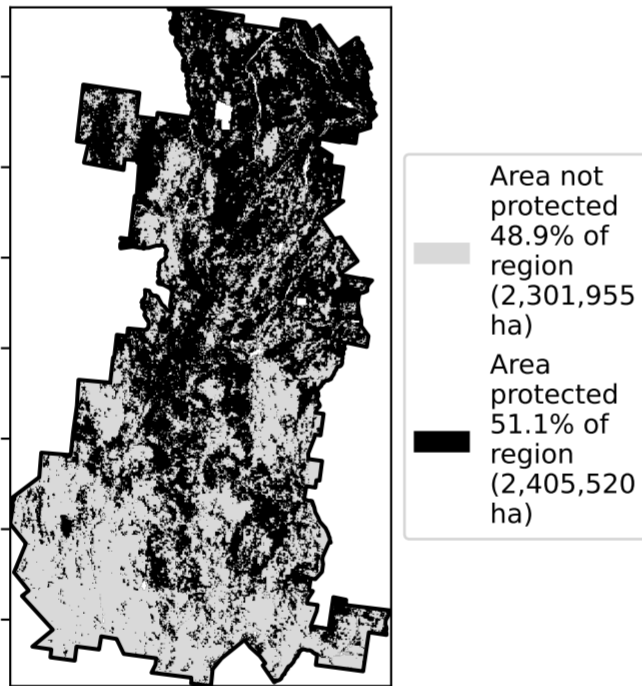 Area not
protected
48.9% of
region
(2,301,955
ha)
Area
protected
51.1% of
region
(2,405,520
ha)